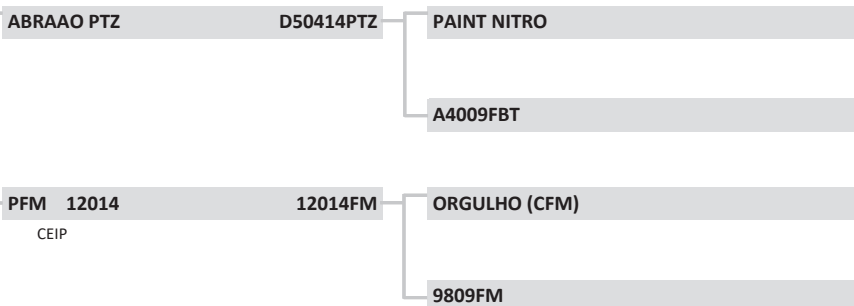 ABRAAO PTZ D50414PTZ PAINT NITRO
A4009FBT
PFM 12014 12014FM ORGULHO (CFM)
CEIP
9809FM